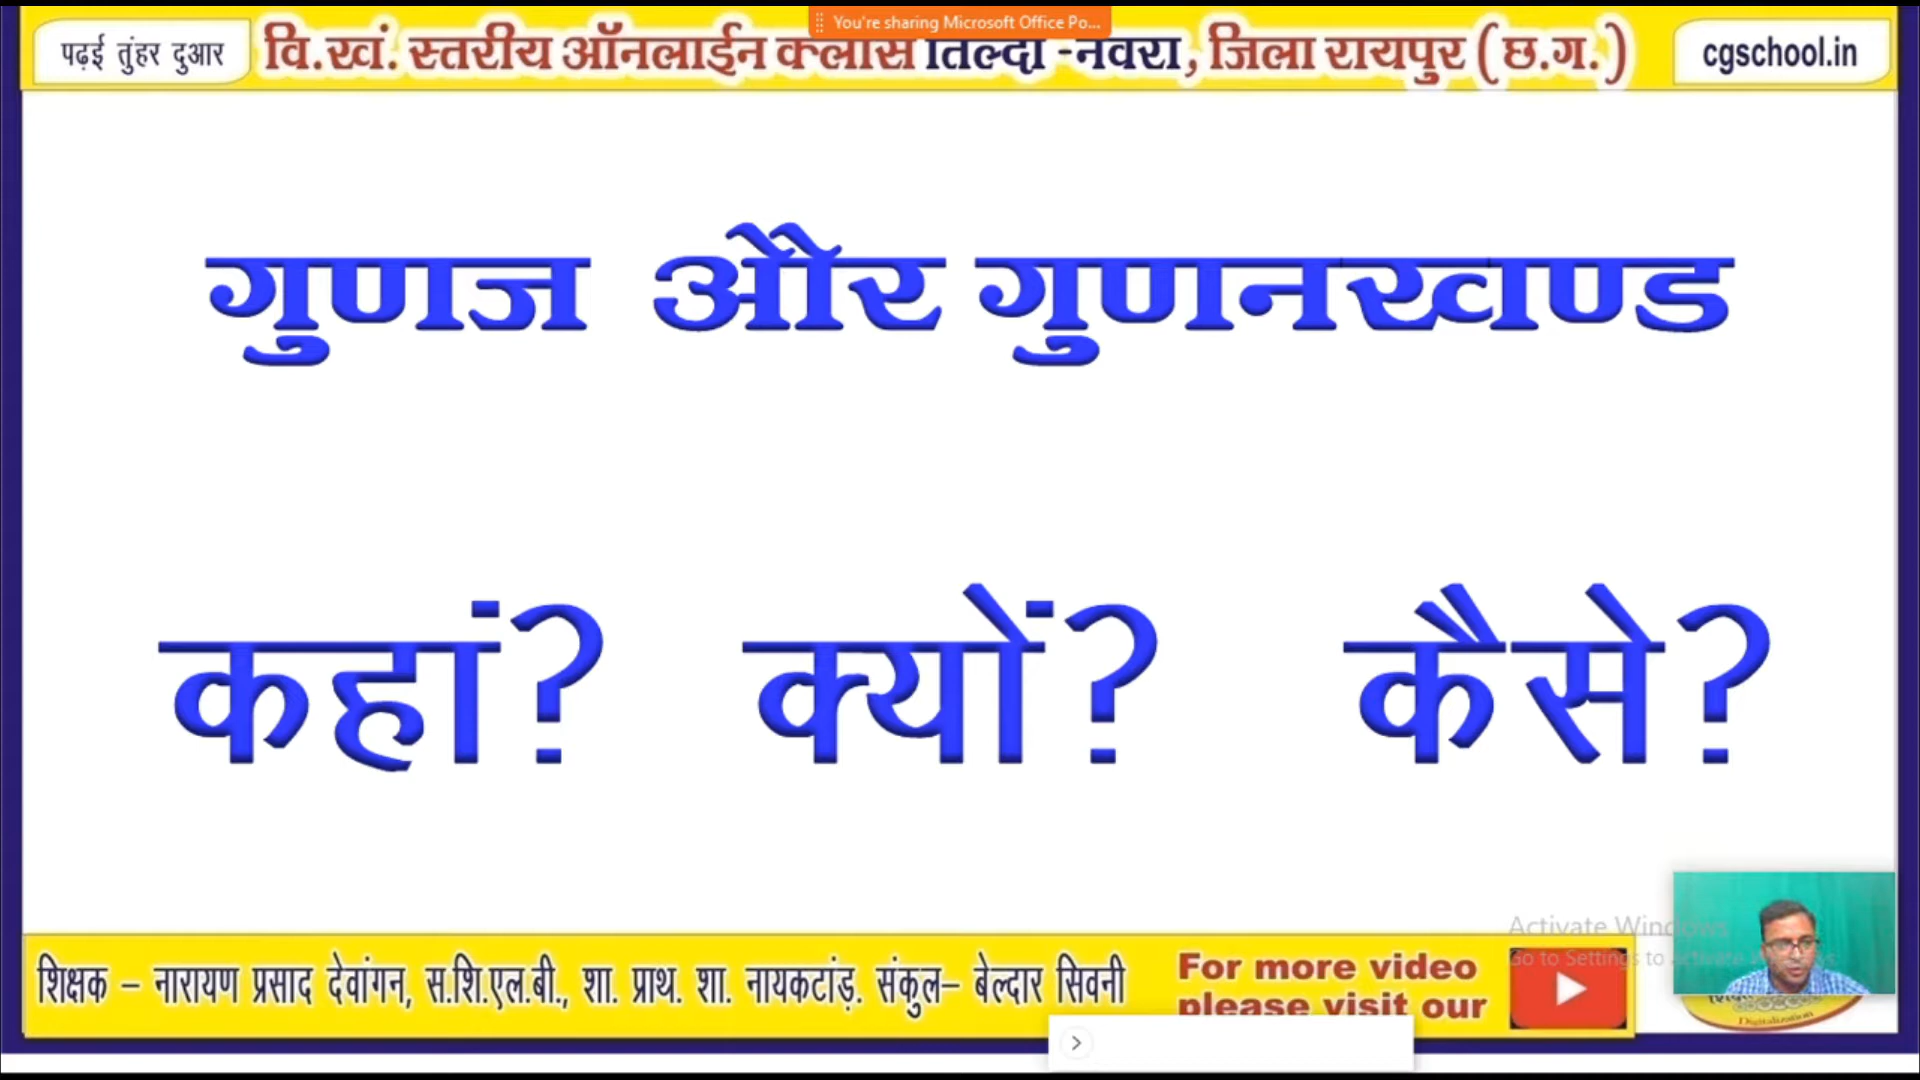 You're sharing Microsoft Office Po...
पढ़ई तुंहर दुआर
वि.खं. स्तरीय ऑनलाईन क्लास तिल्दा -नेवरा, जिला रायपुर ( छ.ग. )
cgschool.in
गुणज और गुणनखण्ड
कहां? क्यों? कैसे?
Activate Windows
Go to Settings to activate Windows
शिक्षक – नारायण प्रसाद देवांगन, स.शि.एल.बी., शा. प्राथ. शा. नायकटांड़. संकुल– बेल्दार सिवनी
For more video
please visit our
Digitalization